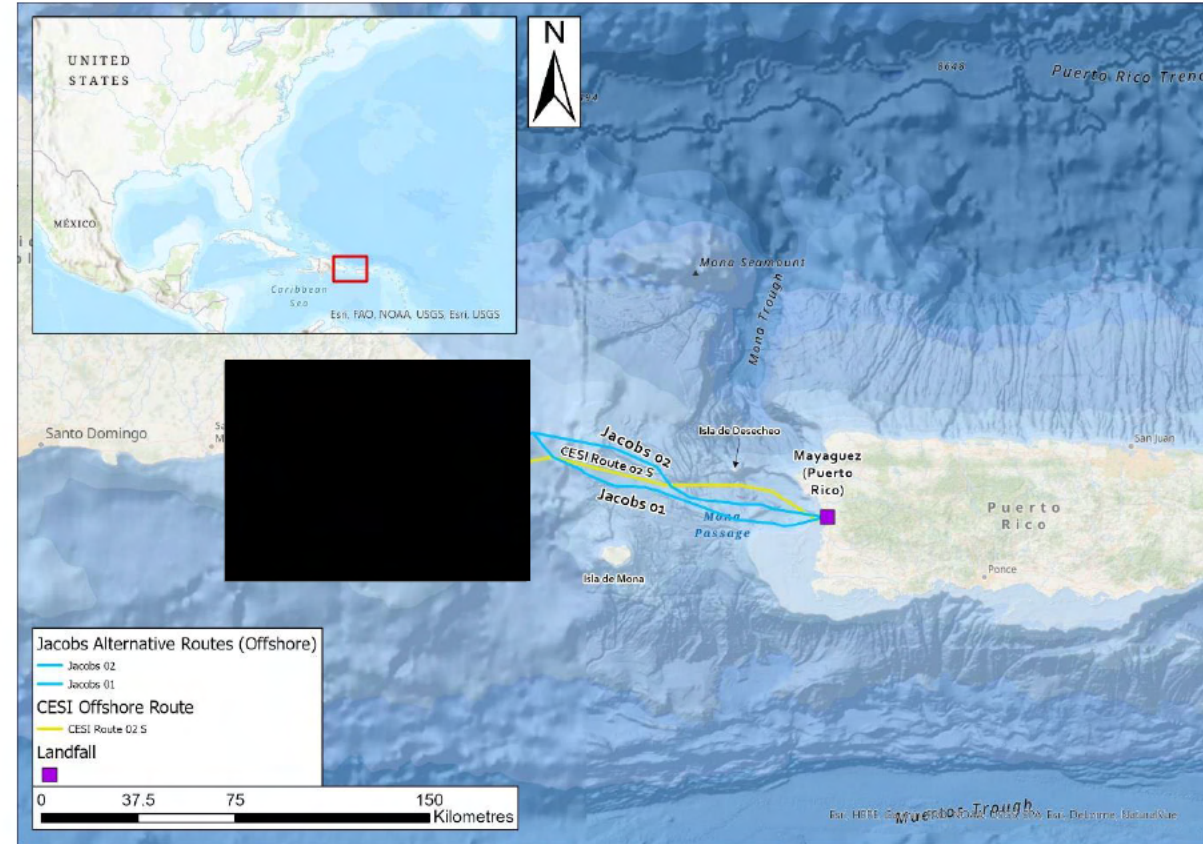 UNITED
STATES
MÉXICO
Caribbean
Sea
Esri, FAO, NOAA, USGS, Esri, USGS
N
8648
Puerto Rico Trenc
Mona Seamount
Mona Trough
Santo Domingo
Jacobs 02
CESI Route 02 S
Jacobs 01
Isla de Desecheo
Mayaguez
(Puerto
Rico)
San Juan
Puerto
Rico
Mona
Passage
Isla de Mona
Ponce
Jacobs Alternative Routes (Offshore)
Jacobs 02
Jacobs 01
CESI Offshore Route
CESI Route 02 S
Landfall
0 37.5 75 150
Kilometres
Muertos Trough